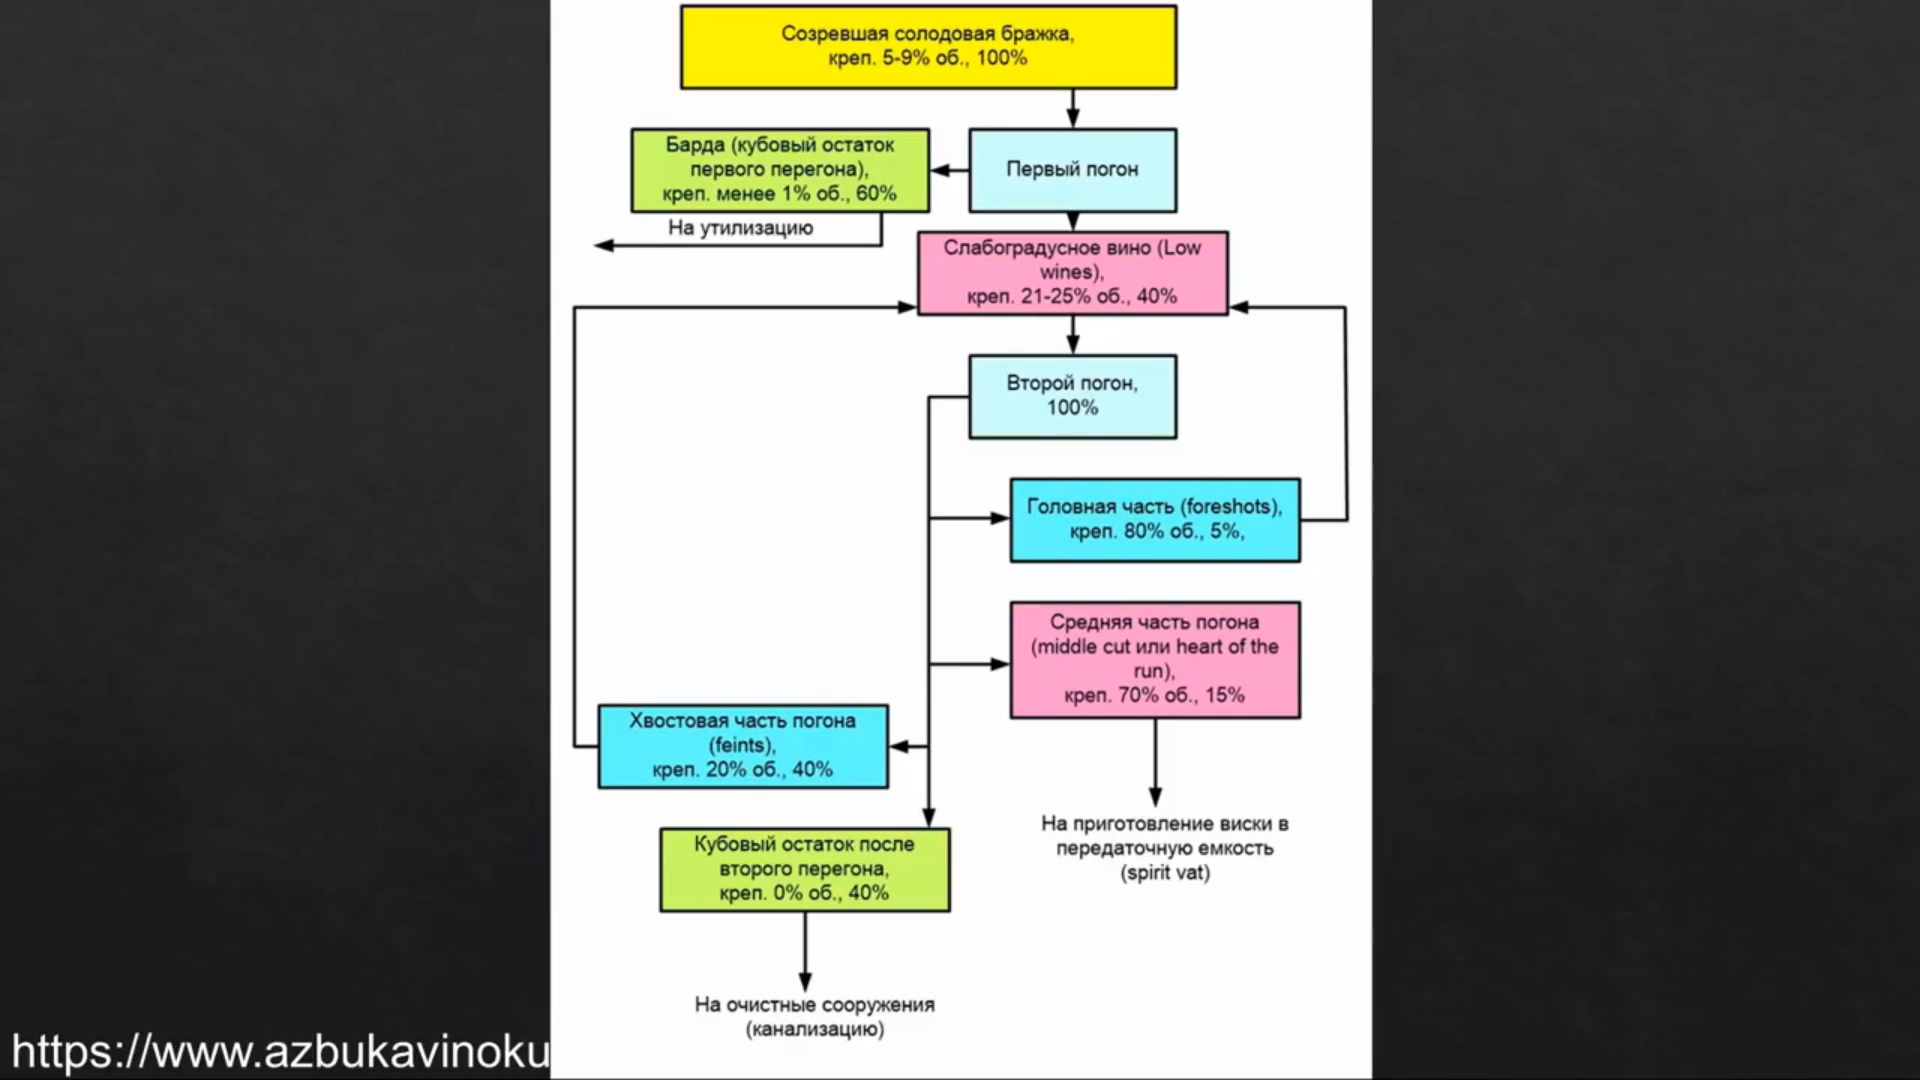 Созревшая солодовая бражка,
креп. 5-9% об., 100%
Барда (кубовый остаток
первого перегона),
креп. менее 1% об., 60%
Первый погон
На утилизацию
Слабоградусное вино (Low
wines),
креп. 21-25% об., 40%
Второй погон,
100%
Головная часть (foreshots),
креп. 80% об., 5%,
Средняя часть погона
(middle cut или heart of the
run),
креп. 70% об., 15%
Хвостовая часть погона
(feints),
креп. 20% об., 40%
Кубовый остаток после
второго перегона,
креп. 0% об., 40%
На приготовление виски в
передаточную емкость
(spirit vat)
На очистные сооружения
(канализацию)
https://www.azbukavinoku